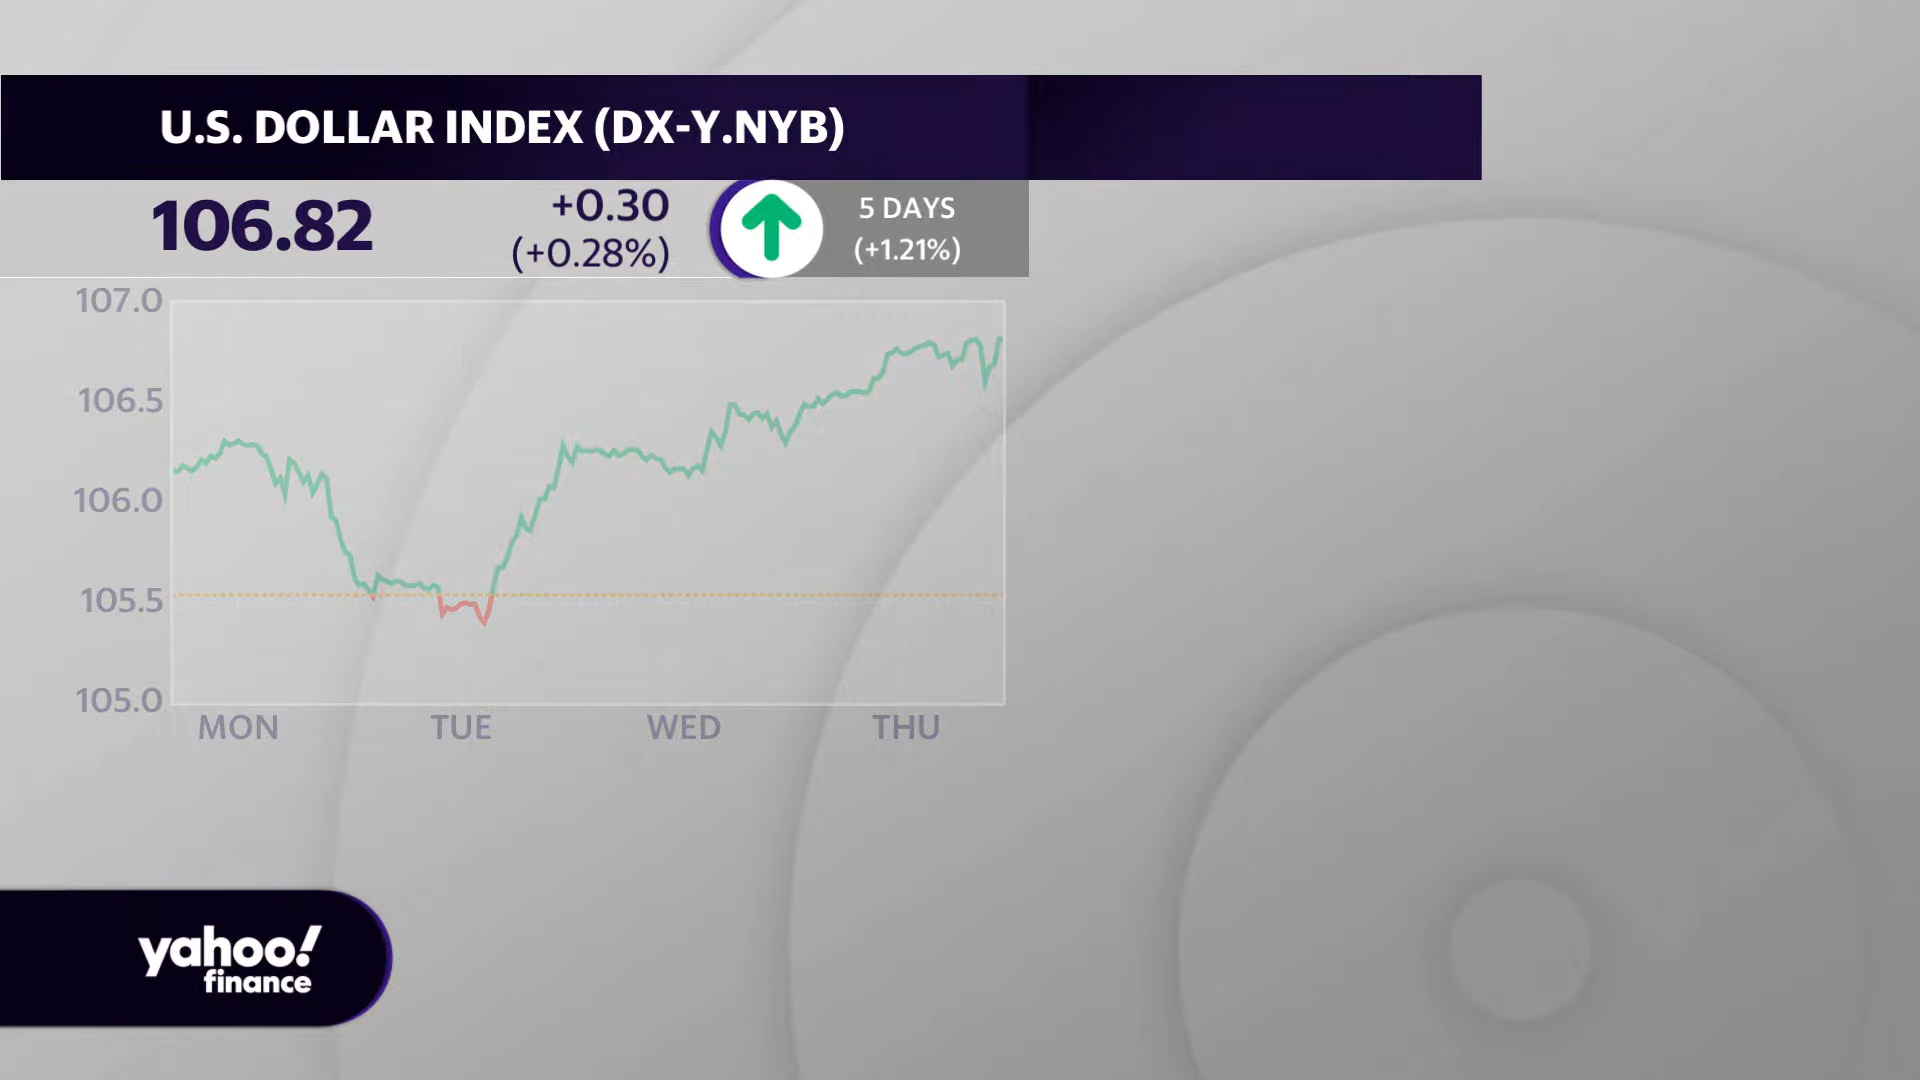 U.S. DOLLAR INDEX (DX-Y.NYB)
106.82
+0.30
(+0.28%)
5 DAYS
(+1.21%)
107.0
106.5
106.0
105.5
105.0
MON TUE WED THU
yahoo!
finance